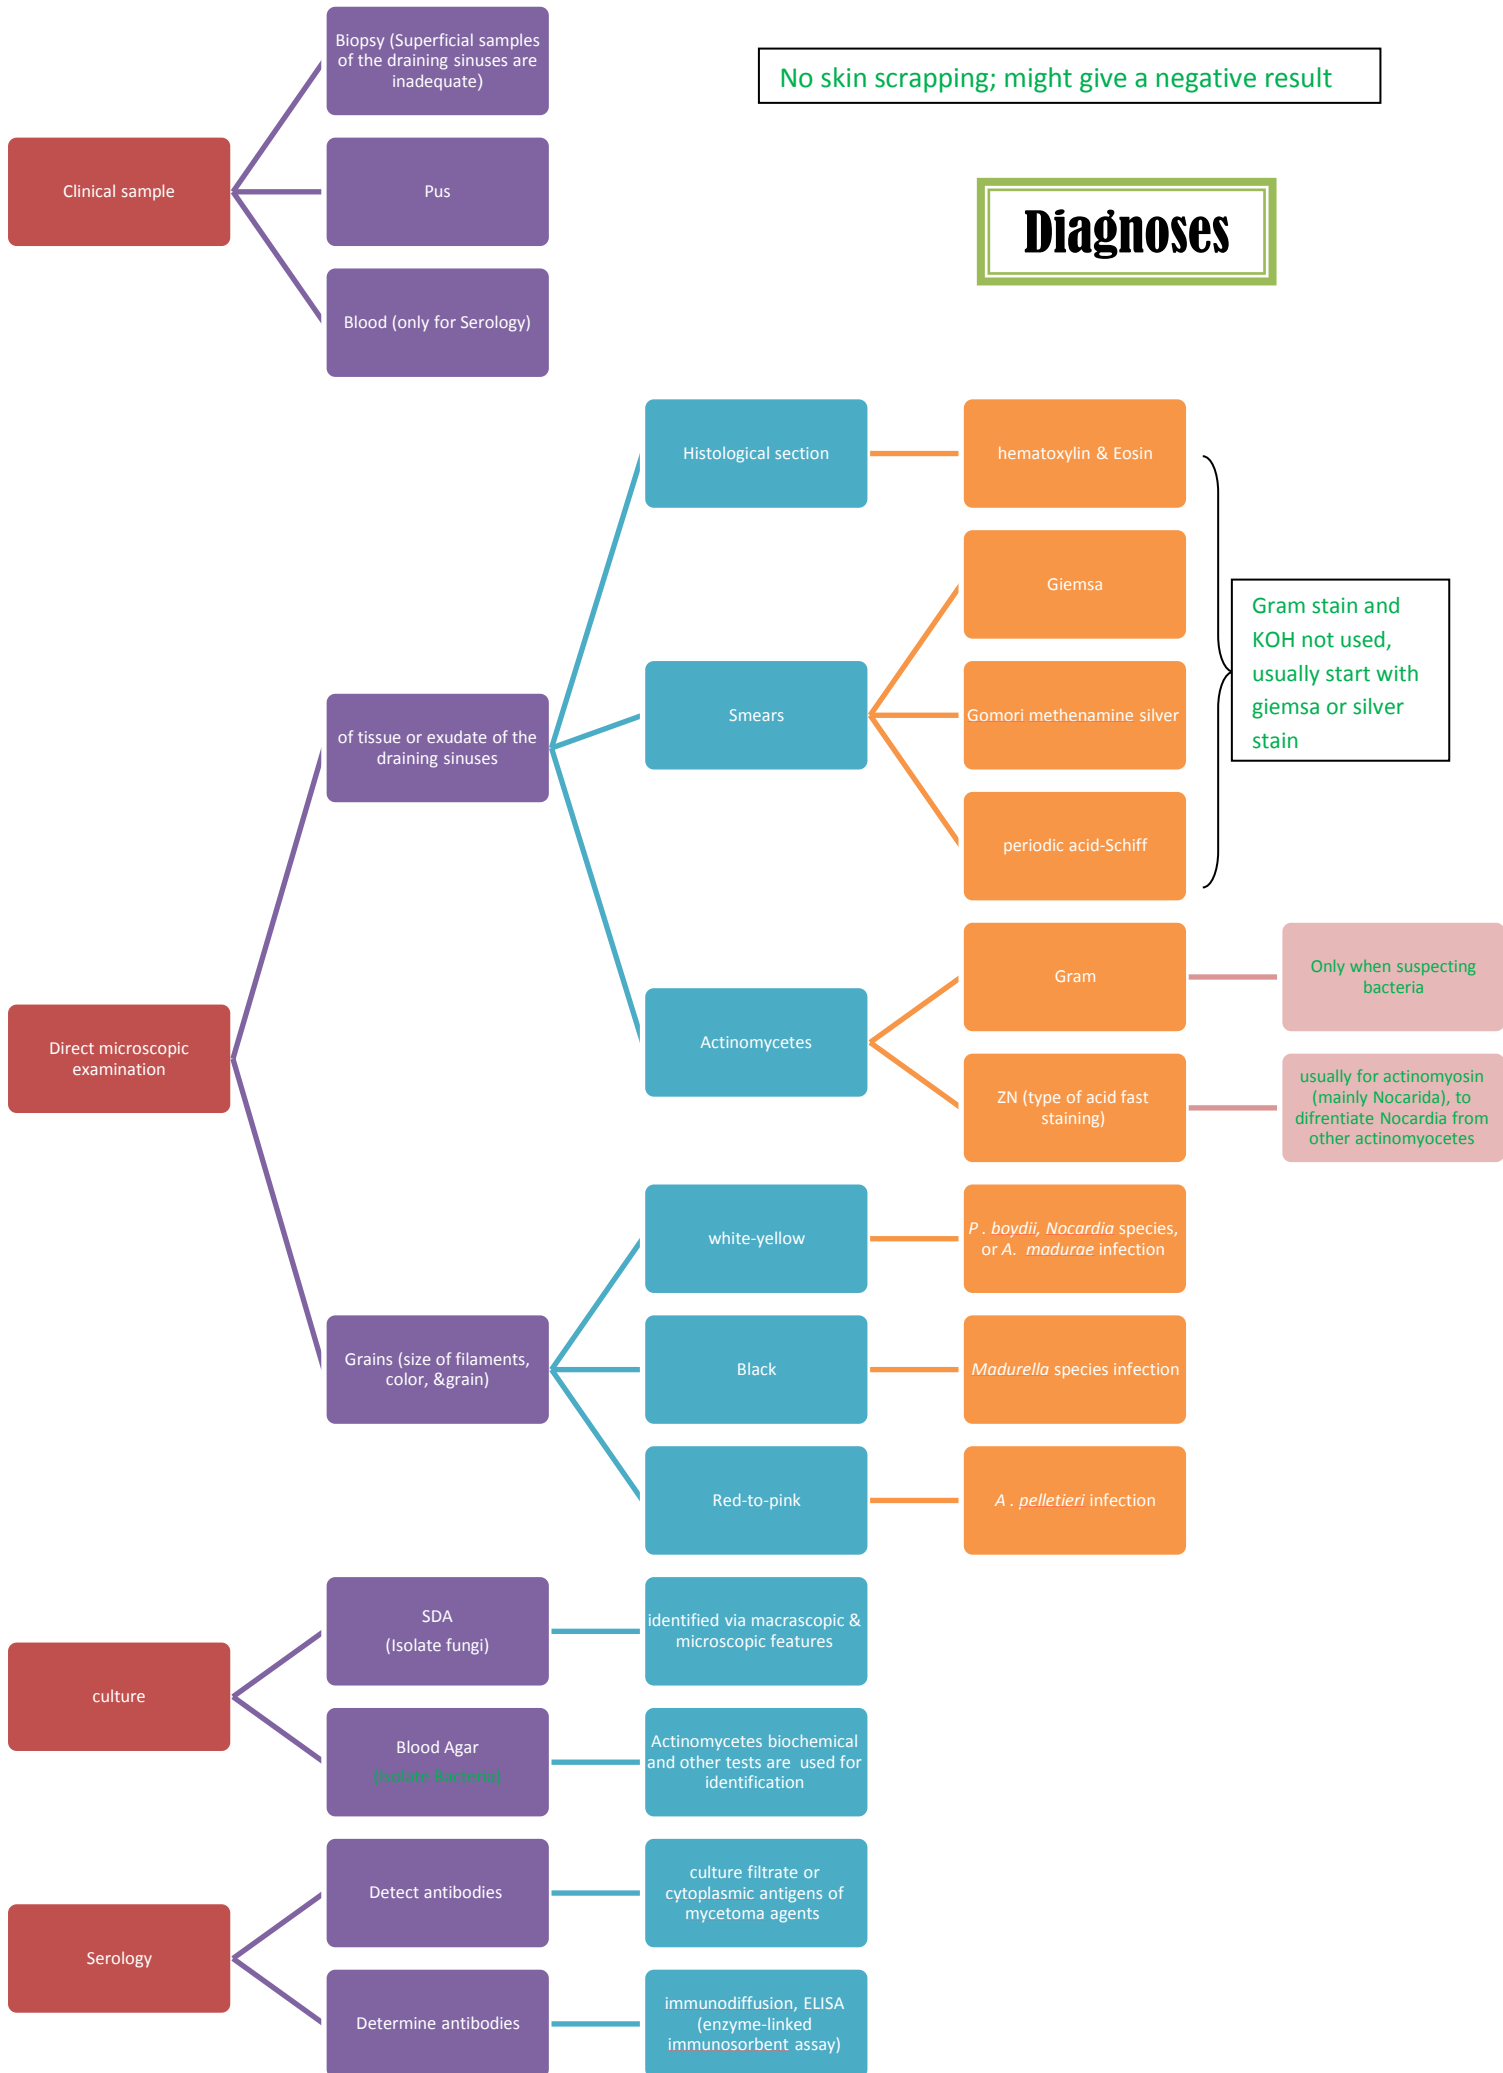 Biopsy (Superficial samples
of the draining sinuses are
inadequate)
No skin scrapping; might give a negative result
Clinical sample
Pus
Diagnoses
Blood (only for Serology)
Histological section
hematoxylin & Eosin
Giemsa
Gram stain and
KOH not used,
usually start with
giemsa or silver
stain
of tissue or exudate of the
draining sinuses
Smears
Gomori methenamine silver
periodic acid-Schiff
Direct microscopic
examination
Actinomycetes
Gram
Only when suspecting
bacteria
ZN (type of acid fast
staining)
usually for actinomyosin
(mainly Nocarida), to
difrentiate Nocardia from
other actinomyocetes
white-yellow
P . boydii, Nocardia species,
or A. madurae infection
Grains (size of filaments,
color, &grain)
Black
Madurella species infection
Red-to-pink
A . pelletieri infection
culture
SDA
(Isolate fungi)
identified via macrascopic &
microscopic features
Blood Agar
(Isolate Bacteria)
Actinomycetes biochemical
and other tests are used for
identification
Serology
Detect antibodies
culture filtrate or
cytoplasmic antigens of
mycetoma agents
Determine antibodies
immunodiffusion, ELISA
(enzyme-linked
immunosorbent assay)